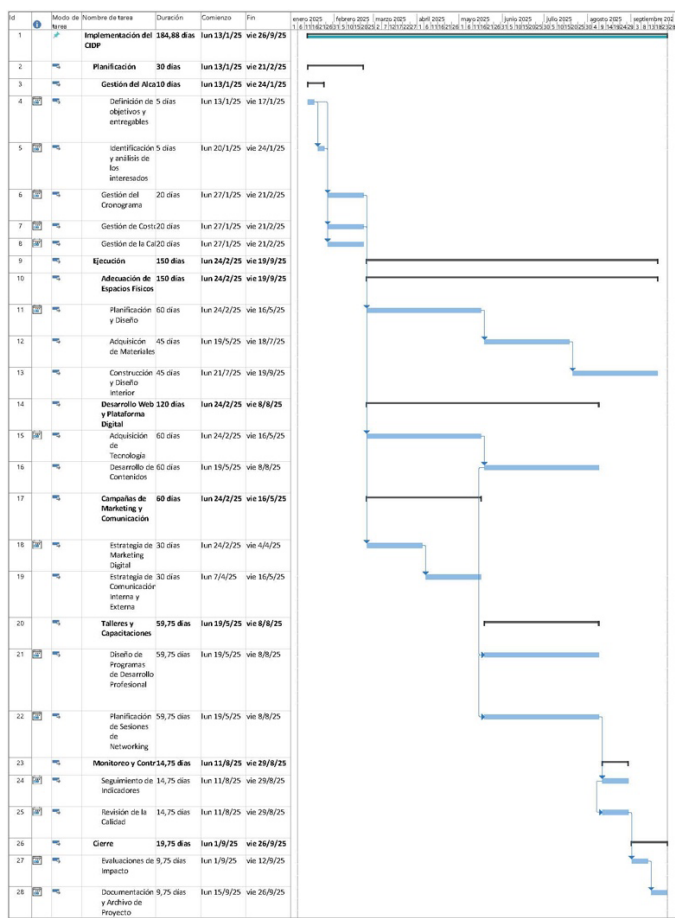 Id Modo de tarea Nombre de tarea Duración Comienzo Fin
enero 2025 febrero 2025 marzo 2025 abril 2025 mayo 2025 junio 2025 julio 2025 agosto 2025 septiembre 202
1 Implementación del 184,88 días lun 13/1/25 vie 26/9/25
CIDP
2 Planificación 30 días lun 13/1/25 vie 21/2/25
3 Gestión del Alca 10 días lun 13/1/25 vie 24/1/25
4 Definición de 5 días lun 13/1/25 vie 17/1/25
objetivos y
entregables
5 Identificación 5 días lun 20/1/25 vie 24/1/25
y análisis de
los
interesados
6 Gestión del 20 días lun 27/1/25 vie 21/2/25
Cronograma
7 Gestión de Costo 20 días lun 27/1/25 vie 21/2/25
8 Gestión de la Cal 20 días lun 27/1/25 vie 21/2/25
9 Ejecución 150 días lun 24/2/25 vie 19/9/25
10 Adecuación de 150 días lun 24/2/25 vie 19/9/25
Espacios Físicos
11 Planificación 60 días lun 24/2/25 vie 16/5/25
y Diseño
12 Adquisicón 45 días lun 19/5/25 vie 18/7/25
de Materiales
13 Construcción 45 días lun 21/7/25 vie 19/9/25
y Diseño
Interior
14 Desarrollo Web 120 días lun 24/2/25 vie 8/8/25
y Plataforma
Digital
15 Adquisición 60 días lun 24/2/25 vie 16/5/25
de
Tecnología
16 Desarrollo de 60 días lun 19/5/25 vie 8/8/25
Contenidos
17 Campañas de 60 días lun 24/2/25 vie 16/5/25
Marketing y
Comunicación
18 Estrategia de 30 días lun 24/2/25 vie 4/4/25
Marketing
Digital
19 Estrategia de 30 días lun 7/4/25 vie 16/5/25
Comunicación
Interna y
Externa
20 Talleres y 59,75 días lun 19/5/25 vie 8/8/25
Capacitaciones
21 Diseño de 59,75 días lun 19/5/25 vie 8/8/25
Programas
de Desarrollo
Profesional
22 Planificación 59,75 días lun 19/5/25 vie 8/8/25
de Sesiones
de
Networking
23 Monitoreo y Contr 14,75 días lun 11/8/25 vie 29/8/25
24 Seguimiento de 14,75 días lun 11/8/25 vie 29/8/25
Indicadores
25 Revisión de la 14,75 días lun 11/8/25 vie 29/8/25
Calidad
26 Cierre 19,75 días lun 1/9/25 vie 26/9/25
27 Evaluaciones de 9,75 días lun 1/9/25 vie 12/9/25
Impacto
28 Documentación 9,75 días lun 15/9/25 vie 26/9/25
y Archivo de
Proyecto